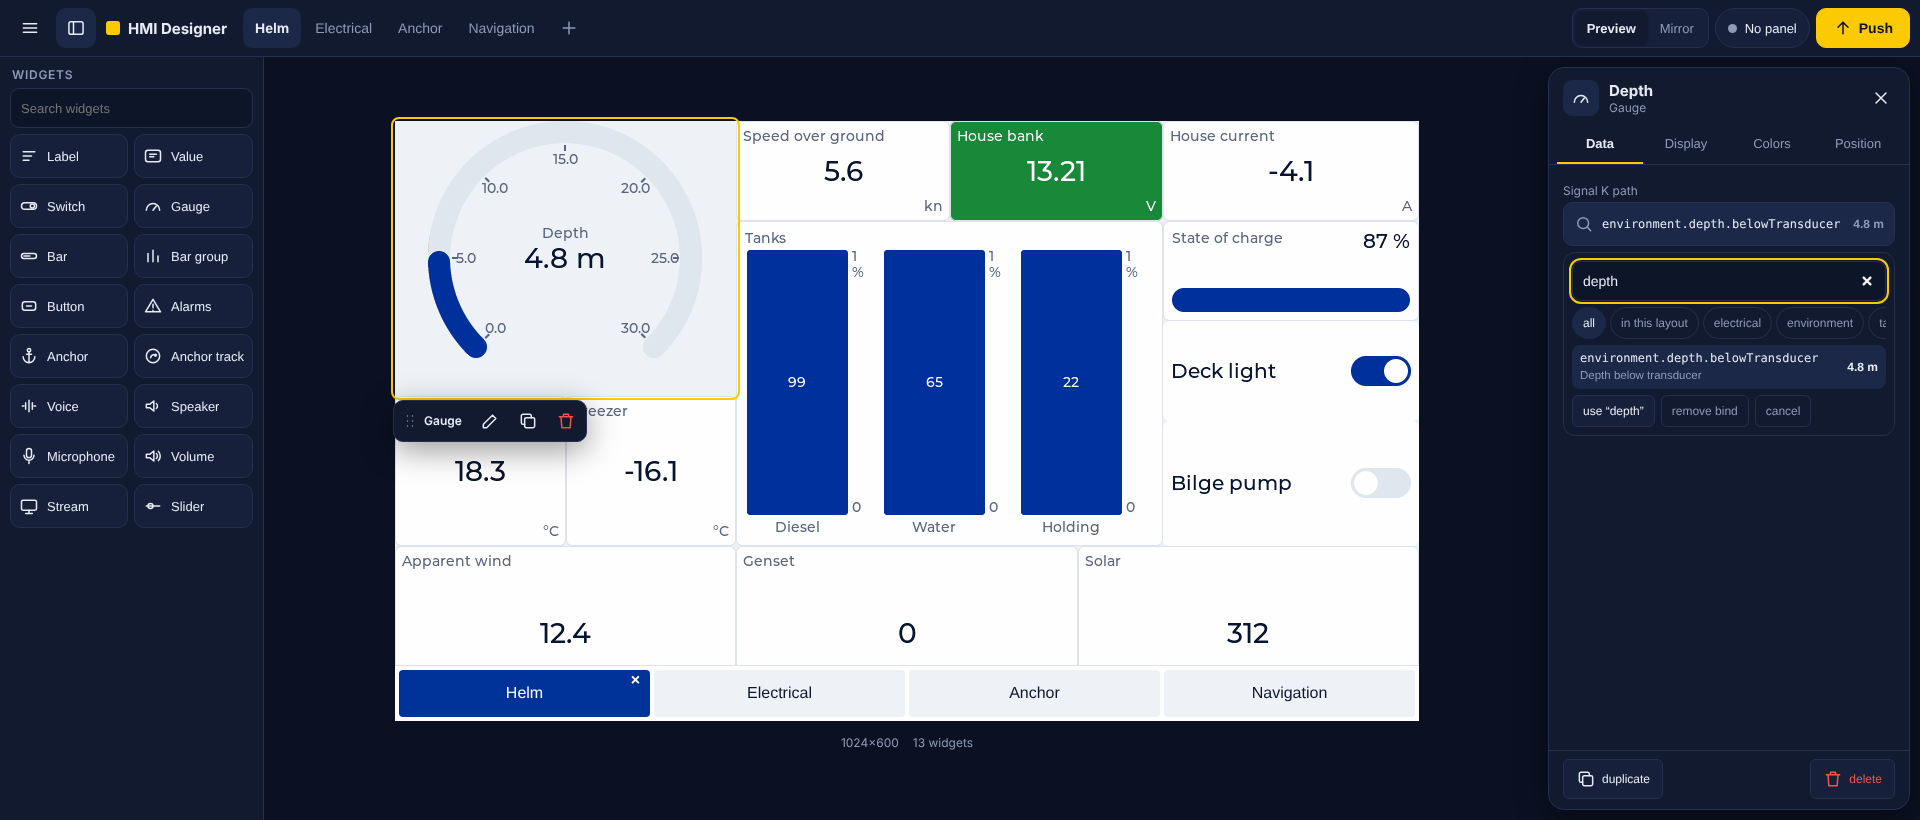 HMI Designer
Helm
Electrical
Anchor
Navigation
Preview
Mirror
No panel
Push
WIDGETS
Search widgets
Label
Value
Switch
Gauge
Bar
Bar group
Button
Alarms
Anchor
Anchor track
Voice
Speaker
Microphone
Volume
Stream
Slider
15.0
10.0
20.0
Depth
4.8 m
5.0
25.0
0.0
30.0
Speed over ground
5.6
kn
House bank
13.21
V
House current
-4.1
A
Tanks
1
%
1
%
1
%
99
65
22
0
0
0
Diesel
Water
Holding
State of charge
87 %
Deck light
Bilge pump
Gauge
eezer
18.3
°C
-16.1
°C
Apparent wind
12.4
Genset
0
Solar
312
Helm
Electrical
Anchor
Navigation
1024×600 13 widgets
Depth
Gauge
Data
Display
Colors
Position
Signal K path
environment.depth.belowTransducer 4.8 m
depth
all
in this layout
electrical
environment
environment.depth.belowTransducer
Depth below transducer
4.8 m
use “depth”
remove bind
cancel
duplicate
delete